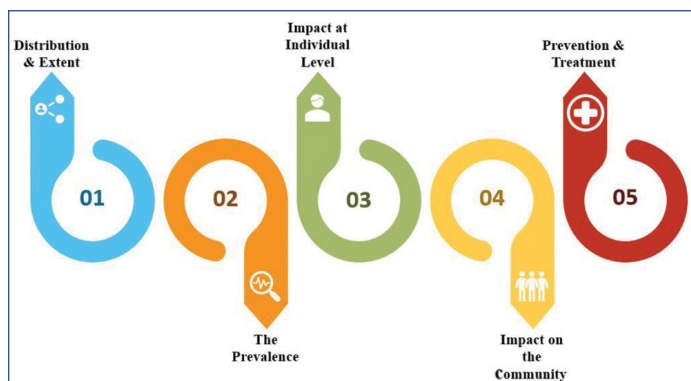 Distribution
& Extent
01
02
The
Prevalence
Impact at
Individual
Level
03
04
Impact on
the
Community
Prevention &
Treatment
05